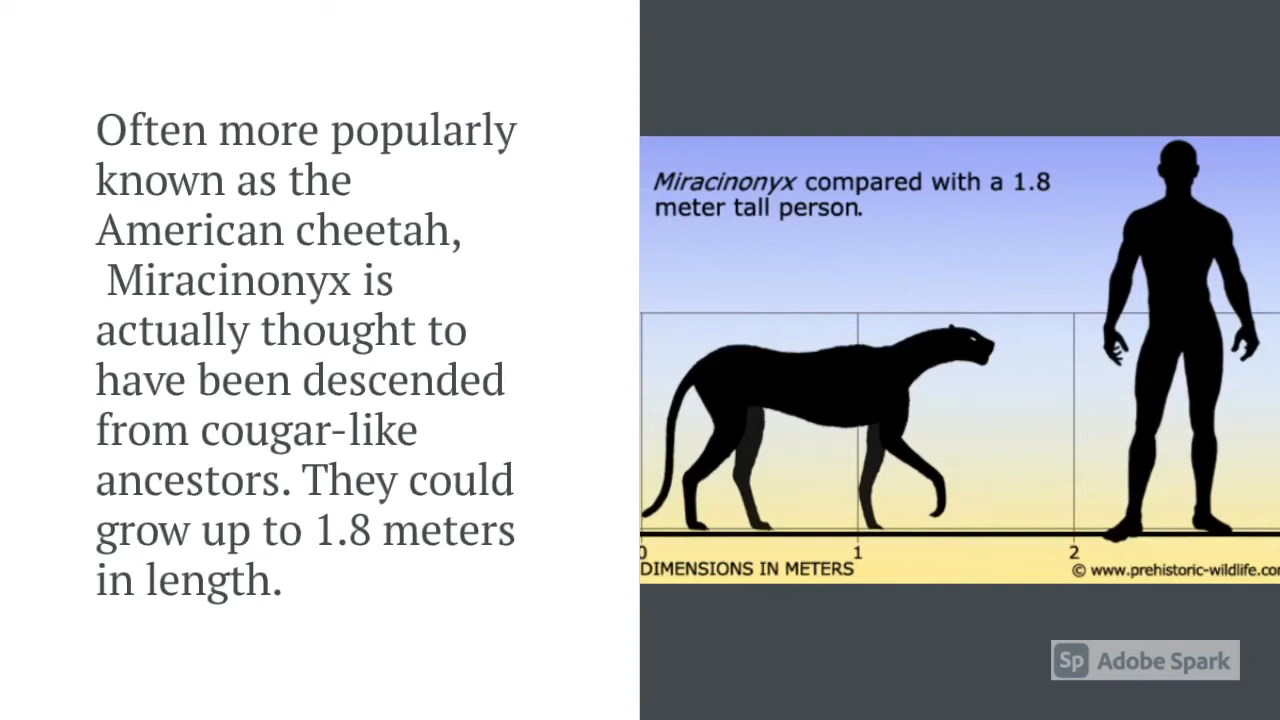 Often more popularly
known as the
American cheetah,
Miracinonyx is
actually thought to
have been descended
from cougar-like
ancestors. They could
grow up to 1.8 meters
in length.
Miracinonyx compared with a 1.8
meter tall person.
0 1 2
DIMENSIONS IN METERS
© www.prehistoric-wildlife.co
Sp Adobe Spark